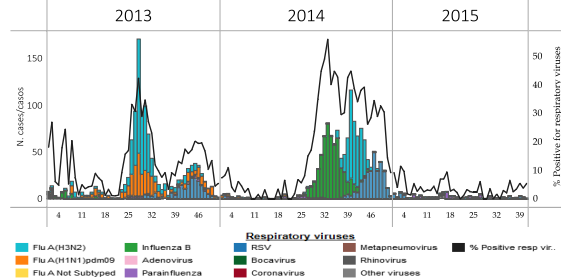 2013 2014 2015
150
100
50
0
N. cases/casos
50
40
30
20
10
0
% Positive for respiratory viruses
4 11 18 25 32 39 46 4 11 18 25 32 39 46 4 11 18 25 32 39
Respiratory viruses
Flu A(H3N2) Influenza B RSV Metapneumovirus % Positive resp vir..
Flu A(H1N1)pdm09 Adenovirus Bocavirus Rhinovirus
Flu A Not Subtyped Parainfluenza Coronavirus Other viruses